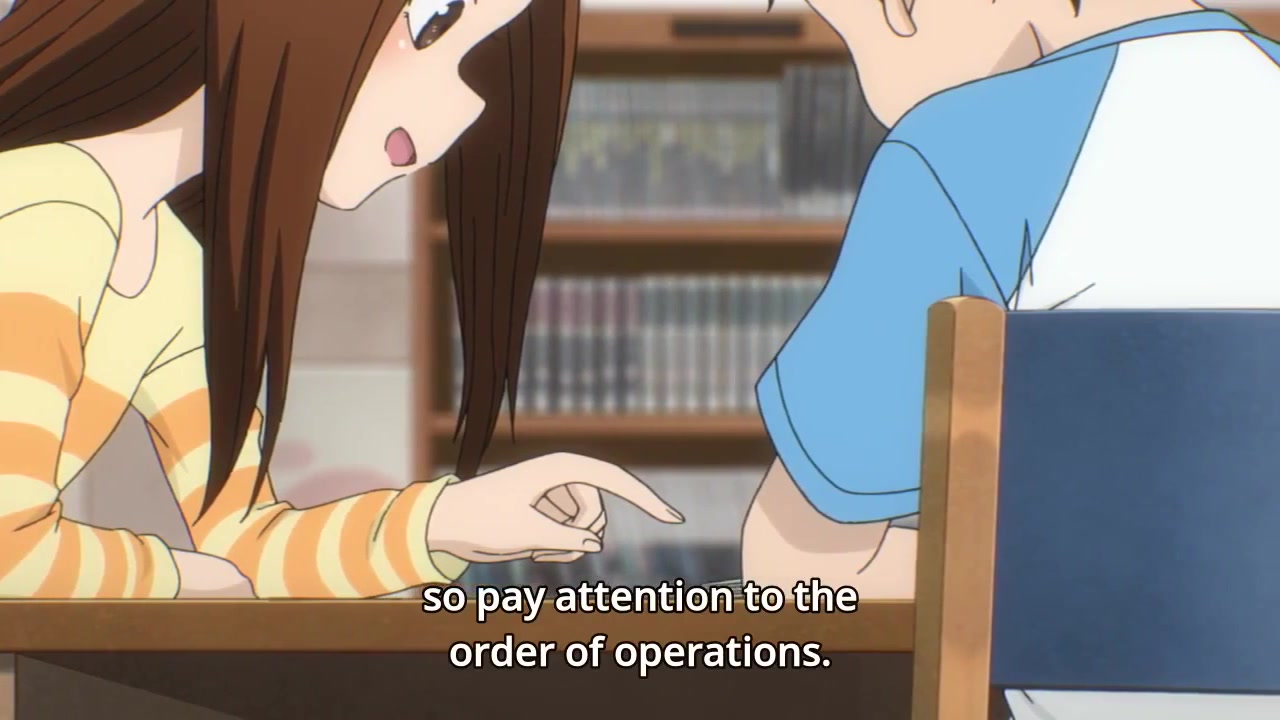 so pay attention to the
order of operations.